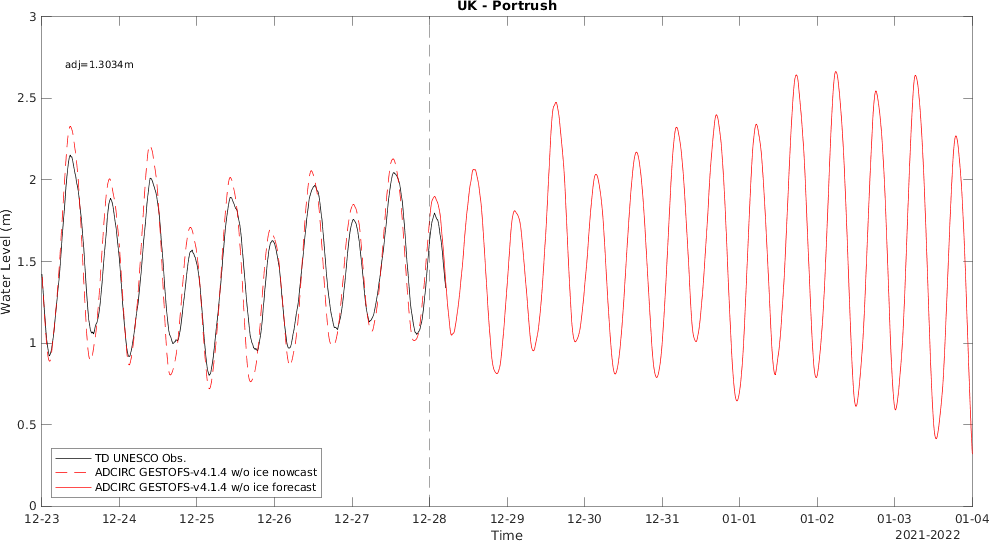 UK - Portrush
3
2.5
2
1.5
1
0.5
0
Water Level (m)
adj=1.3034m
TD UNESCO Obs.
ADCIRC GESTOFS-v4.1.4 w/o ice nowcast
ADCIRC GESTOFS-v4.1.4 w/o ice forecast
12-23 12-24 12-25 12-26 12-27 12-28 12-29 12-30 12-31 01-01 01-02 01-03 01-04
Time
2021-2022